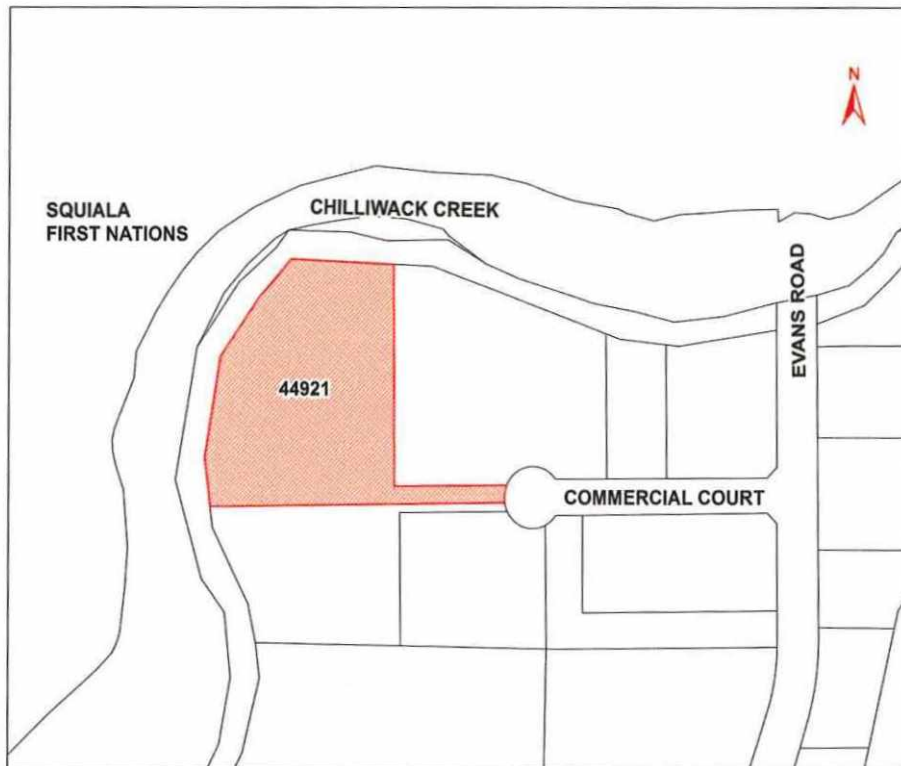 N
SQUIALA
FIRST NATIONS
CHILLIWACK CREEK
EVANS ROAD
44921
COMMERCIAL COURT